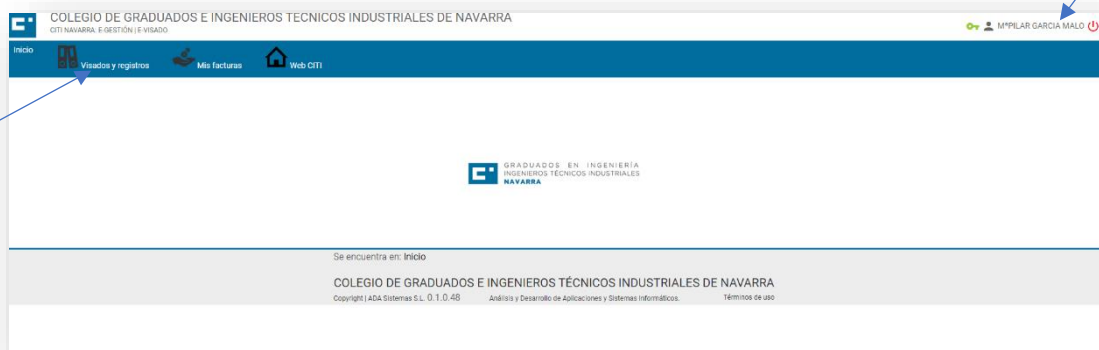 COLEGIO DE GRADUADOS E INGENIEROS TECNICOS INDUSTRIALES DE NAVARRA
CITI NAVARRA: E-GESTIÓN | E-VISADO
MªPILAR GARCIA MALO
Inicio
Visados y registros
Mis facturas
Web CITI
GRADUADOS EN INGENIERÍA
INGENIEROS TÉCNICOS INDUSTRIALES
NAVARRA
Se encuentra en: Inicio
COLEGIO DE GRADUADOS E INGENIEROS TÉCNICOS INDUSTRIALES DE NAVARRA
Copyright | ADA Sistemas S.L. 0.1.0.48 Análisis y Desarrollo de Aplicaciones y Sistemas Informáticos. Términos de uso